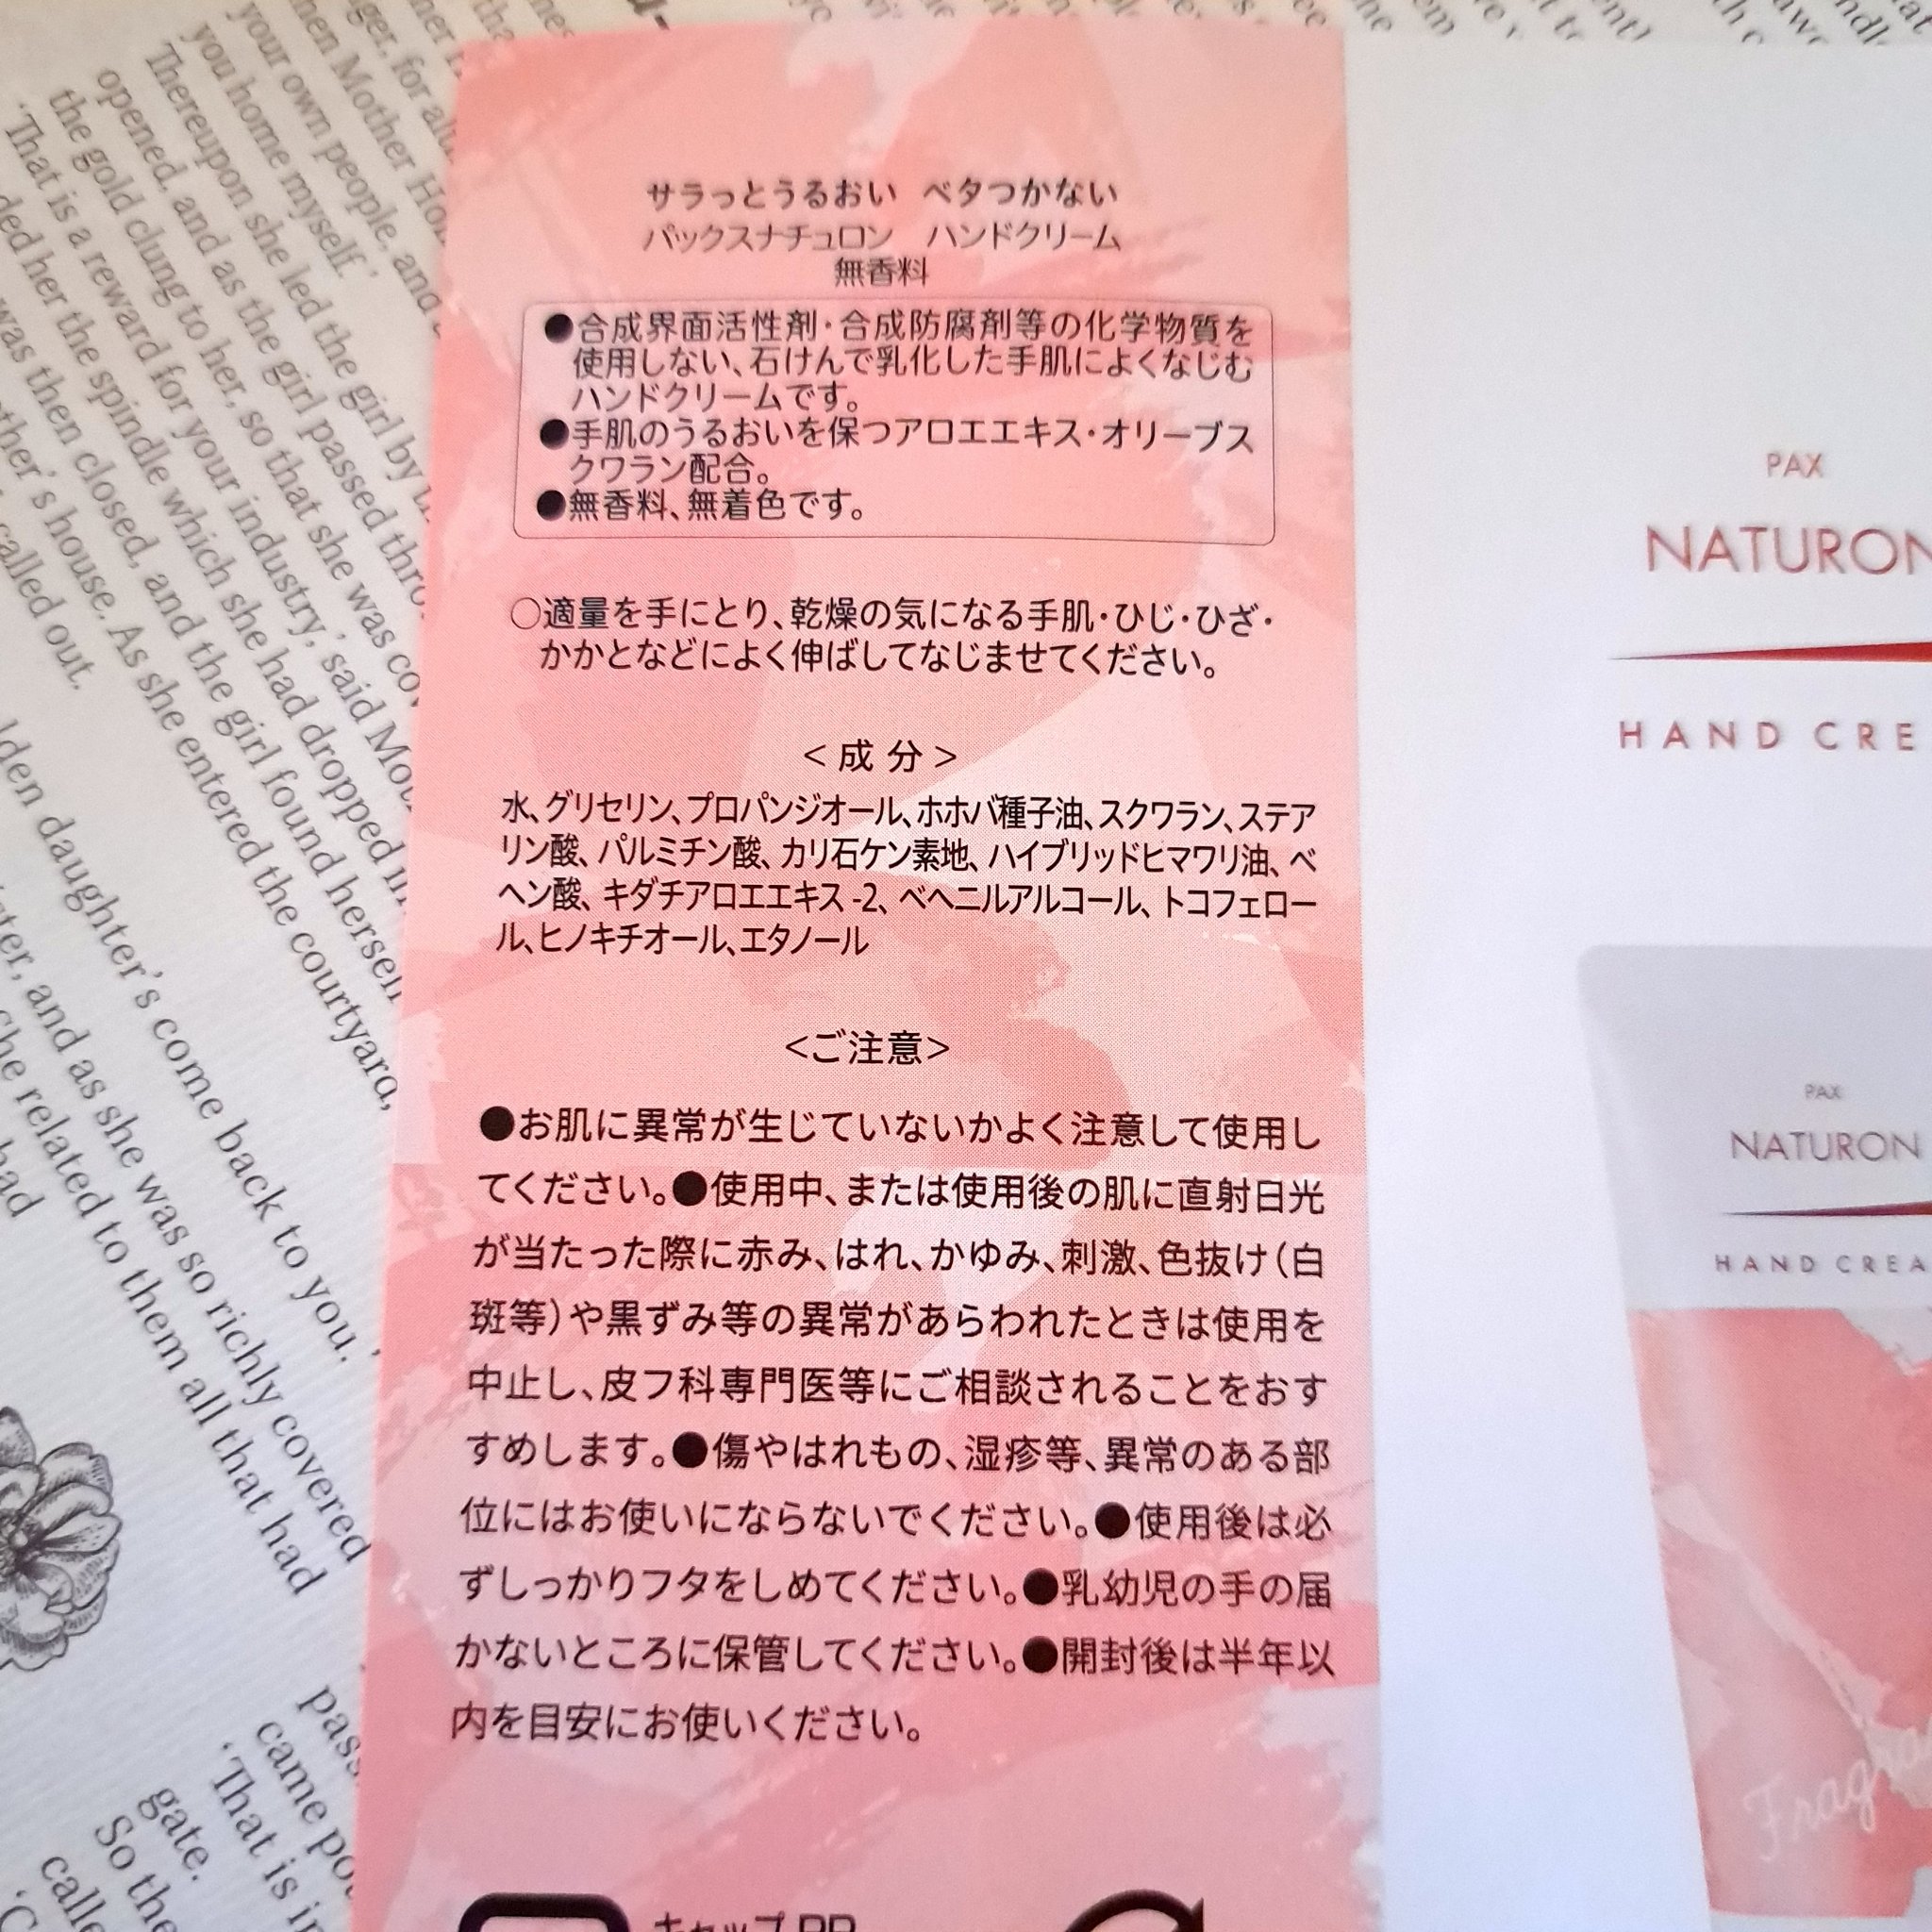 サラっとうるおい ベタつかない
パックスナチュロン ハンドクリーム
無香料
●合成界面活性剤・合成防腐剤等の化学物質を
使用しない、石けんで乳化した手肌によくなじむ
ハンドクリームです。
●手肌のうるおいを保つアロエエキス・オリーブス
クワラン配合。
●無香料、無着色です。
○適量を手にとり、乾燥の気になる手肌・ひじ・ひざ・
かかとなどによく伸ばしてなじませてください。
<成分>
水、グリセリン、プロパンジオール、ホホバ種子油、スクワラン、ステア
リン酸、パルミチン酸、カリ石ケン素地、ハイブリッドヒマワリ油、ベ
ヘン酸、キダチアロエエキス-2、ベヘニルアルコール、トコフェロー
ル、ヒノキチオール、エタノール
<ご注意>
●お肌に異常が生じていないかよく注意して使用し
てください。●使用中、または使用後の肌に直射日光
が当たった際に赤み、はれ、かゆみ、刺激、色抜け(白
斑等)や黒ずみ等の異常があらわれたときは使用を
中止し、皮フ科専門医等にご相談されることをおす
すめします。●傷やはれもの、湿疹等、異常のある部
位にはお使いにならないでください。●使用後は必
ずしっかりフタをしめてください。●乳幼児の手の届
かないところに保管してください。●開封後は半年以
内を目安にお使いください。
キャップ PP
PAX
NATURON
HAND CRE
PAX
NATURON
HAND CREA
your own people, and
you home myself.'
Thereupon she led the girl by
opened, and as the girl passed thro
the gold clung to her, so that she was cov
'That is a reward for your industry,' said Mot
ded her the spindle which she had dropped in
was then closed, and the girl found hersel
ther's house. As she entered the courtyard,
called out.
lden daughter's come back to you.'
ster, and as she was so richly covered
She related to them all that had
had
came
'That is
gate.
So the